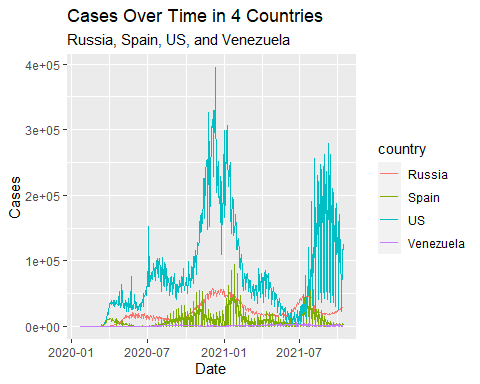 Cases Over Time in 4 Countries
Russia, Spain, US, and Venezuela
4e+05
3e+05
2e+05
1e+05
0e+00
Cases
2020-01
2020-07
2021-01
2021-07
Date
country
Russia
Spain
US
Venezuela